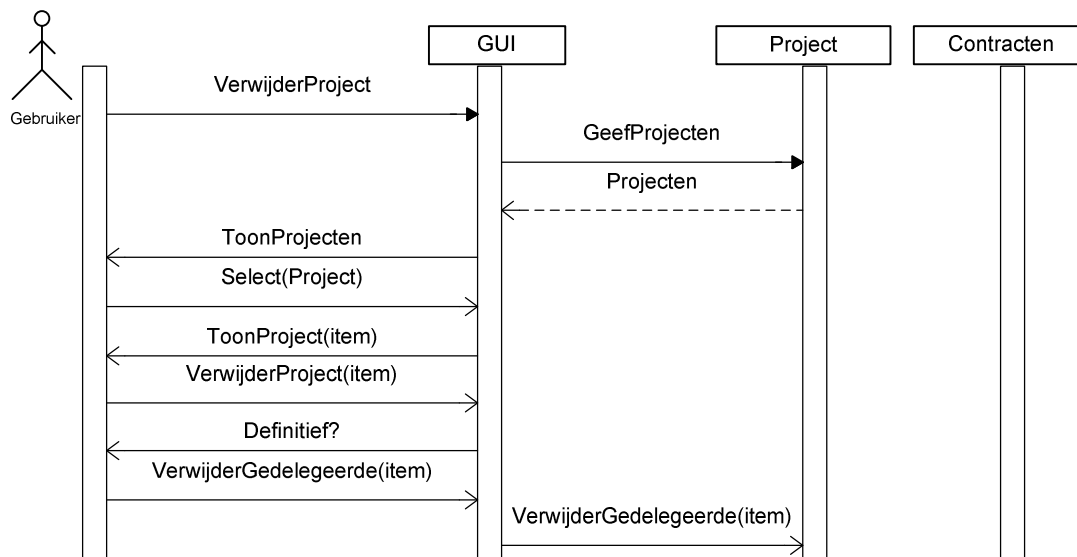 GUI
Project
Contracten
Gebruiker
VerwijderProject
GeefProjecten
Projecten
ToonProjecten
Select(Project)
ToonProject(item)
VerwijderProject(item)
Definitief?
VerwijderGedelegeerde(item)
VerwijderGedelegeerde(item)